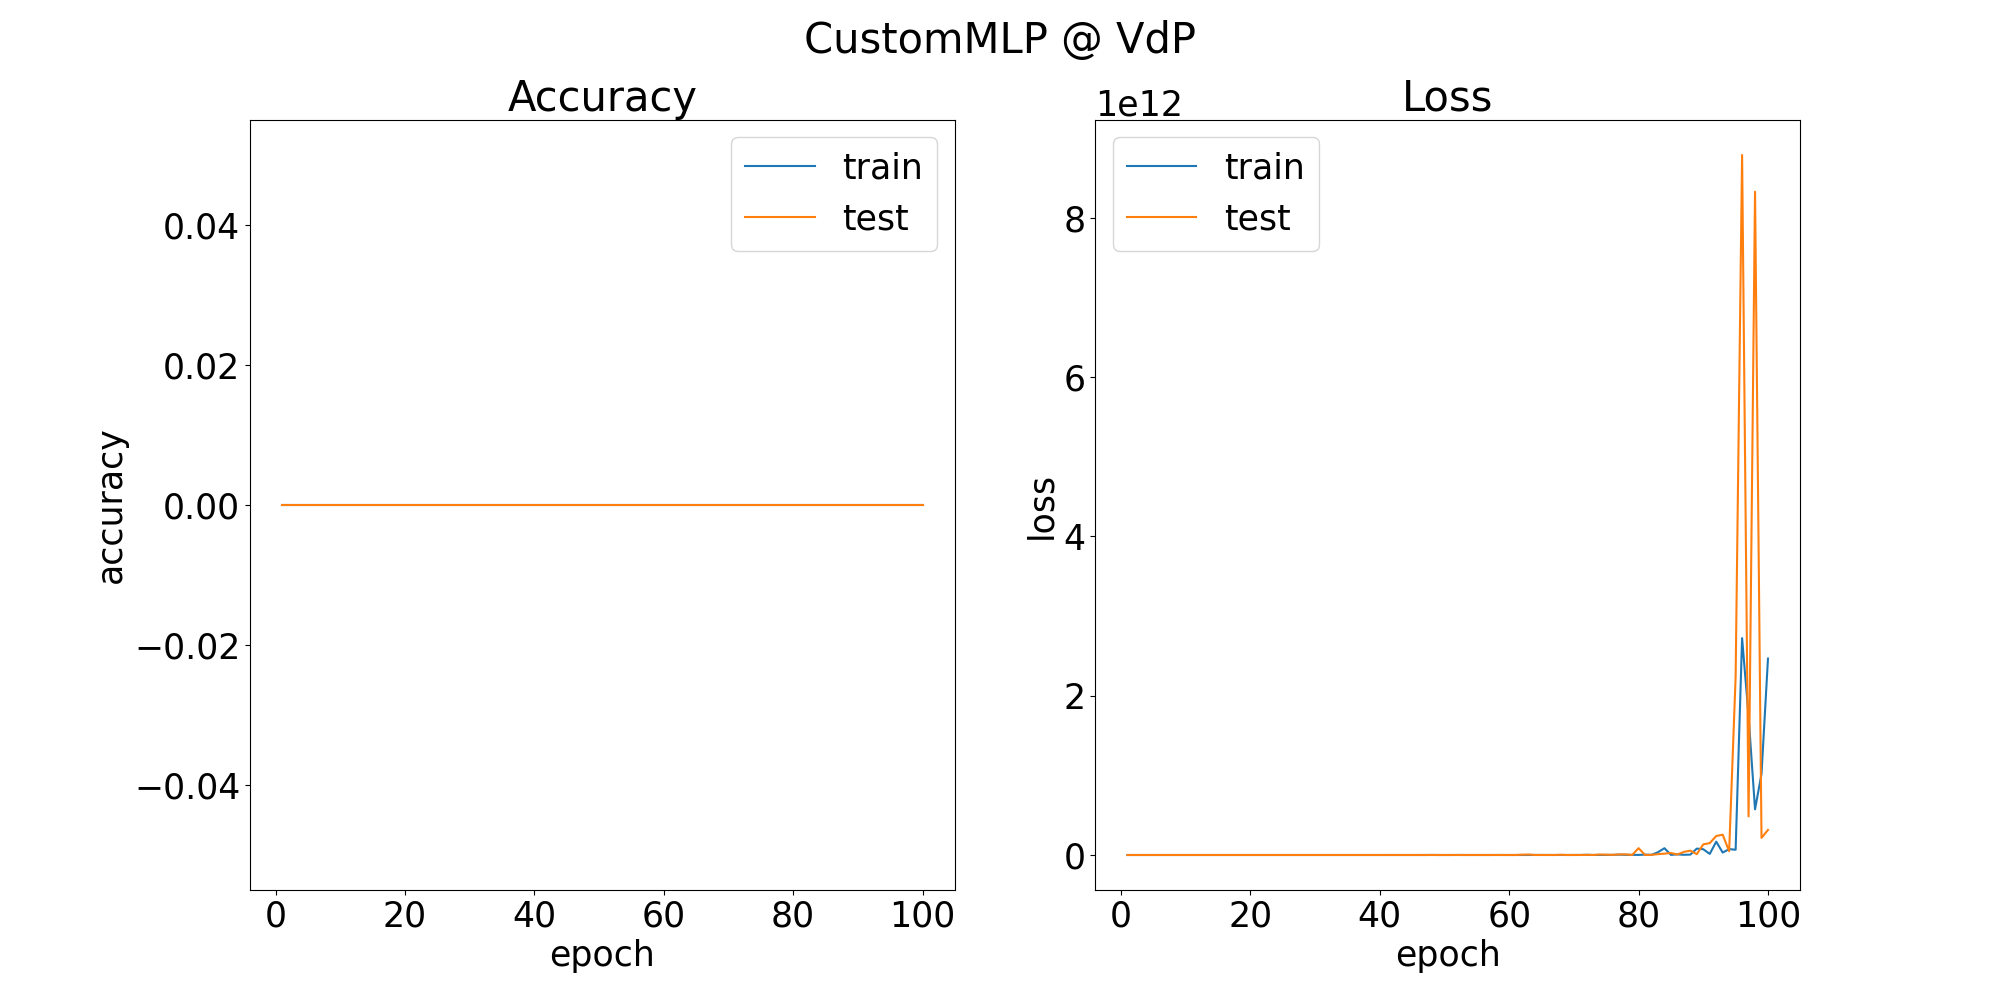 CustomMLP @ VdP
Accuracy
train
test
0.04
0.02
0.00
−0.02
−0.04
accuracy
0 20 40 60 80 100
epoch
Loss
1e12
train
test
8
6
4
2
0
loss
0 20 40 60 80 100
epoch